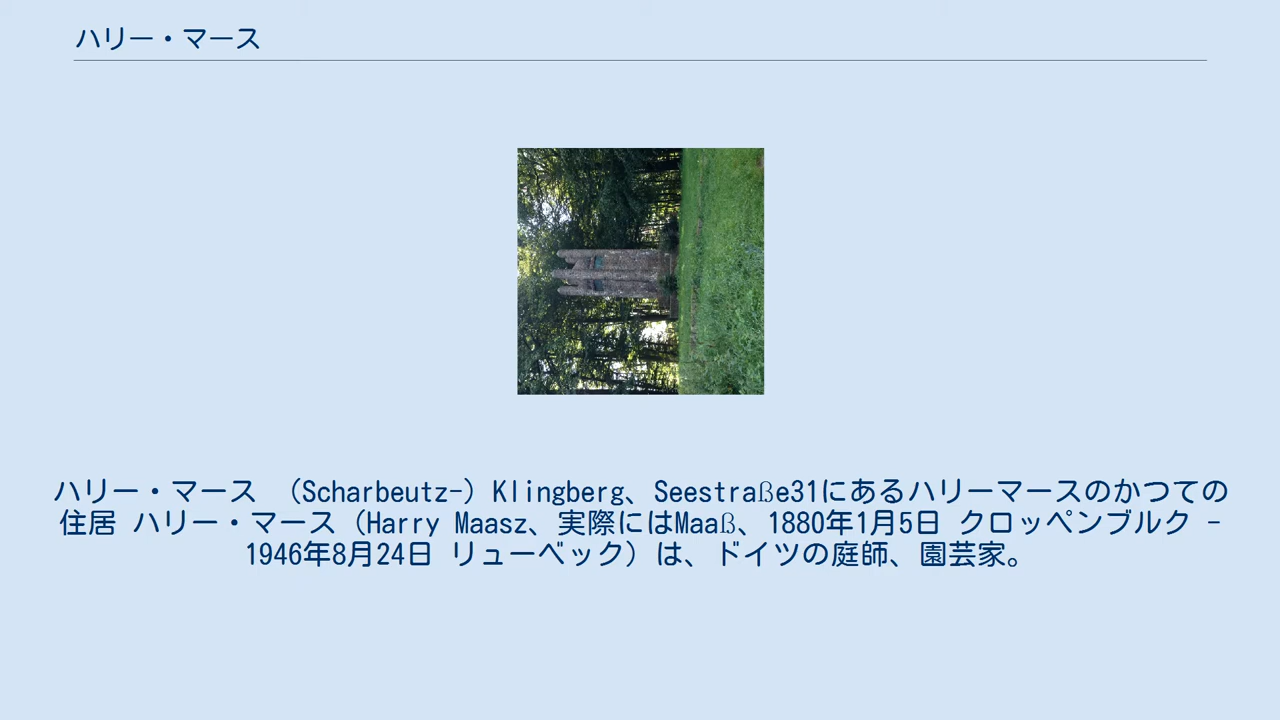 ハリー・マース
ハリー・マース （Scharbeutz-）Klingberg、Seestraße31にあるハリーマースのかつての
住居 ハリー・マース（Harry Maasz、実際にはMaaß、1880年1月5日 クロッペンブルク -
1946年8月24日 リューベック）は、ドイツの庭師、園芸家。